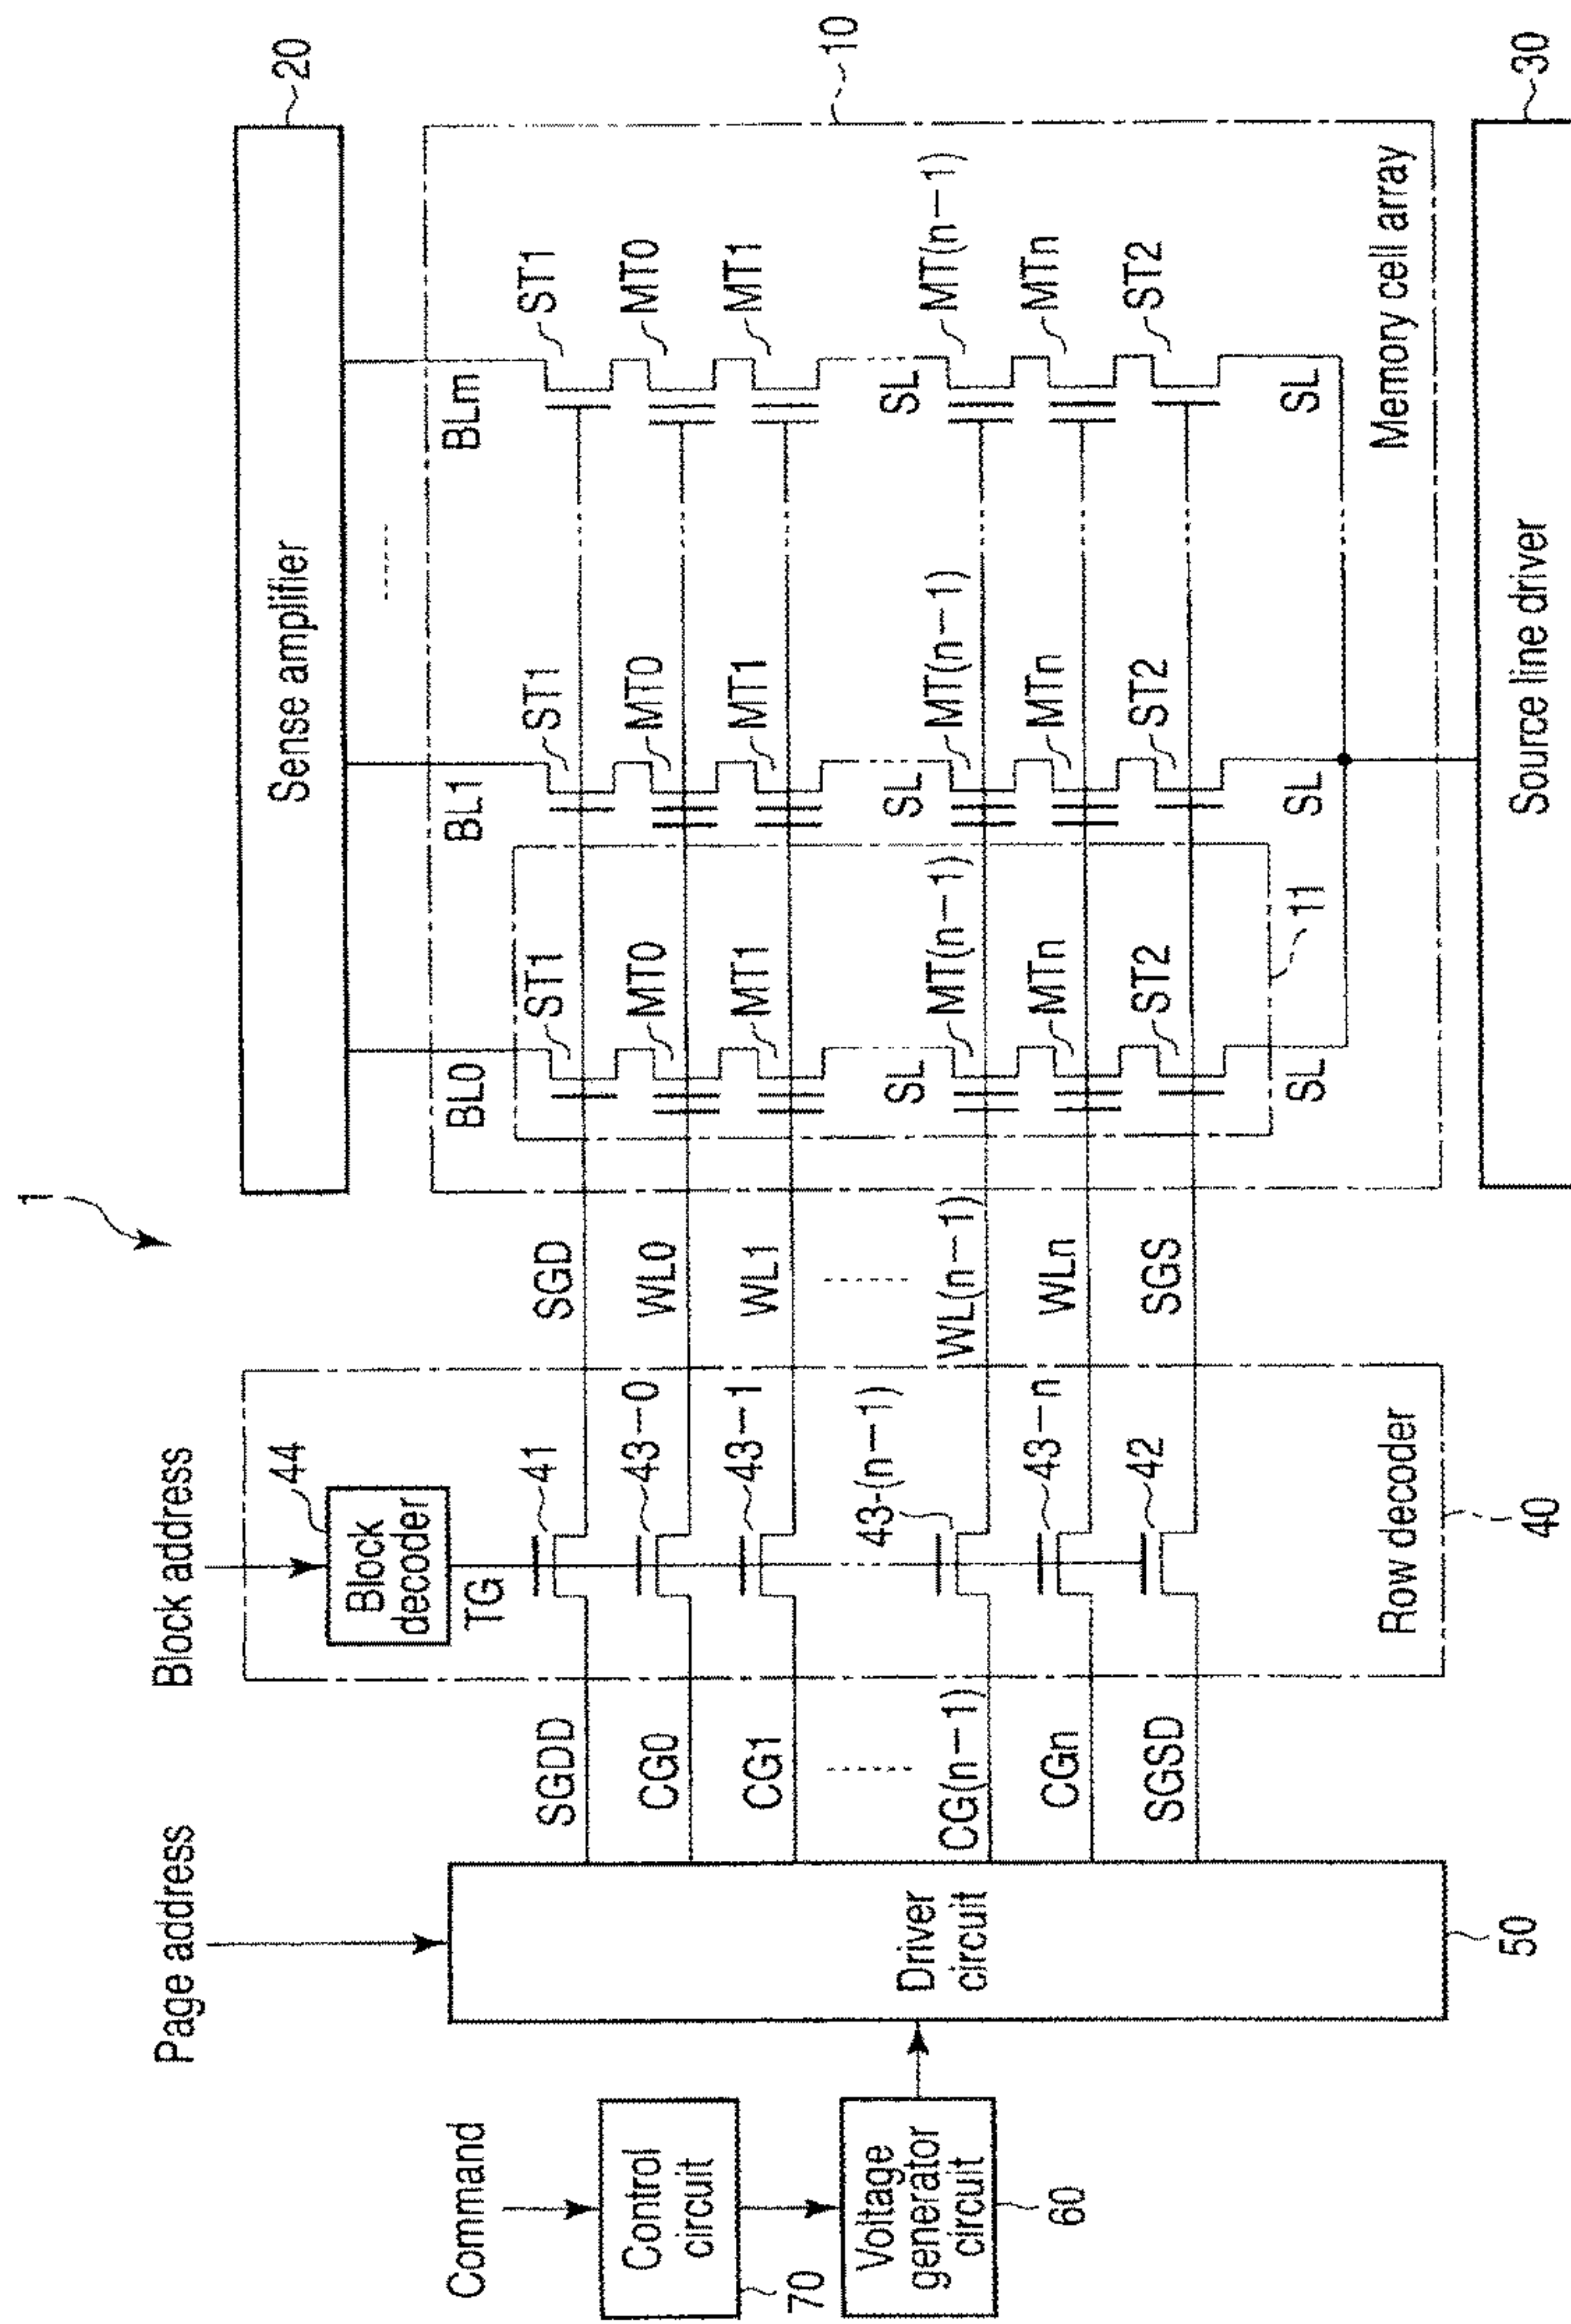 1
Command
Control
circuit
70
Voltage
generator
circuit
60
Page address
Driver
circuit
50
SGDD
CG0
CG1
CG(n—1)
CGn
SGSD
Block address
44
Block
decoder
TG
41
43—0
43—1
43-(n—1)
43—n
42
Row decoder
40
SGD
WL0
WL1
WL(n—1)
WLn
SGS
Sense amplifier
20
BL0
BL1
BLm
ST1
ST1
ST1
MT0
MT0
MT0
MT1
MT1
MT1
SL
SL
SL
MT(n—1)
MT(n—1)
MT(n—1)
MTn
MTn
MTn
ST2
ST2
ST2
SL
SL
SL
11
Memory cell array
10
Source line driver
30